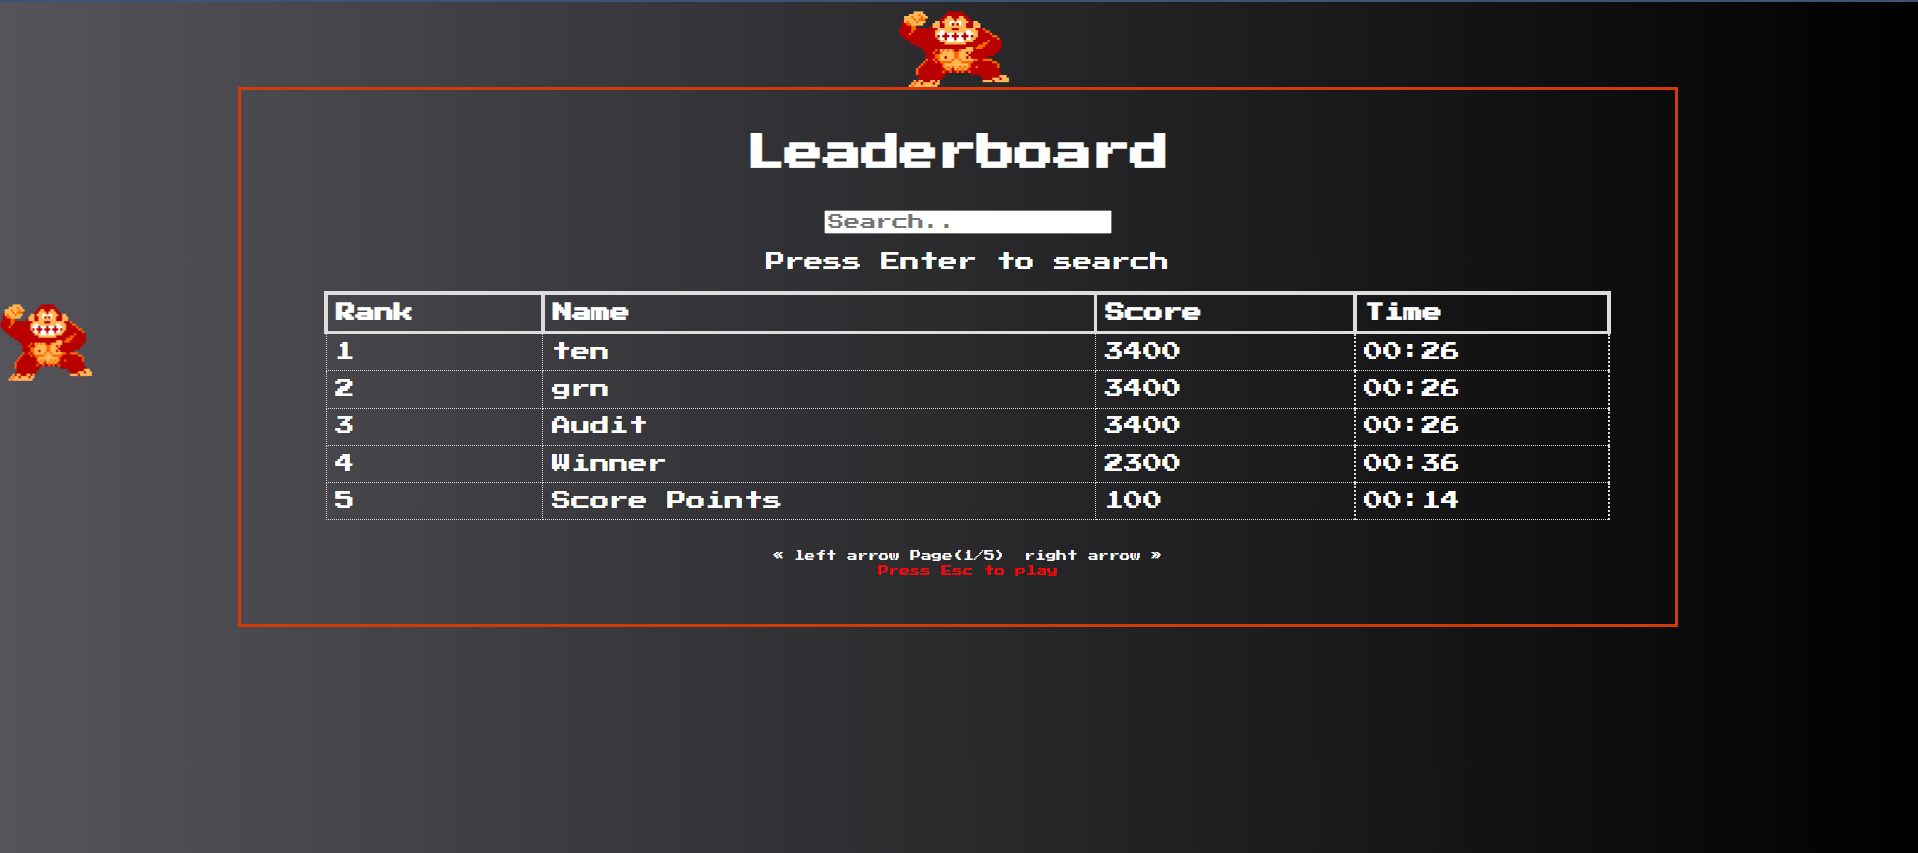 Leaderboard
Search..
Press Enter to search
Rank Name Score Time
1 ten 3400 00:26
2 grn 3400 00:26
3 Audit 3400 00:26
4 Winner 2300 00:36
5 Score Points 100 00:14
« left arrow Page(1/5) right arrow »
Press Esc to play